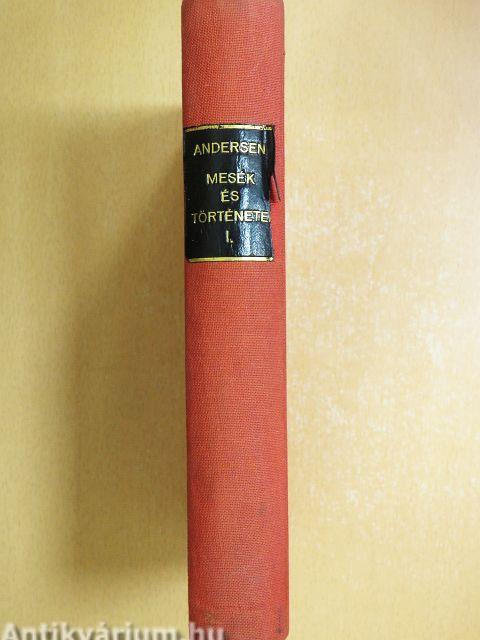 ANDERSEN
MESÉK
ÉS
TÖRTÉNETE
I.
Antikvárium.hu